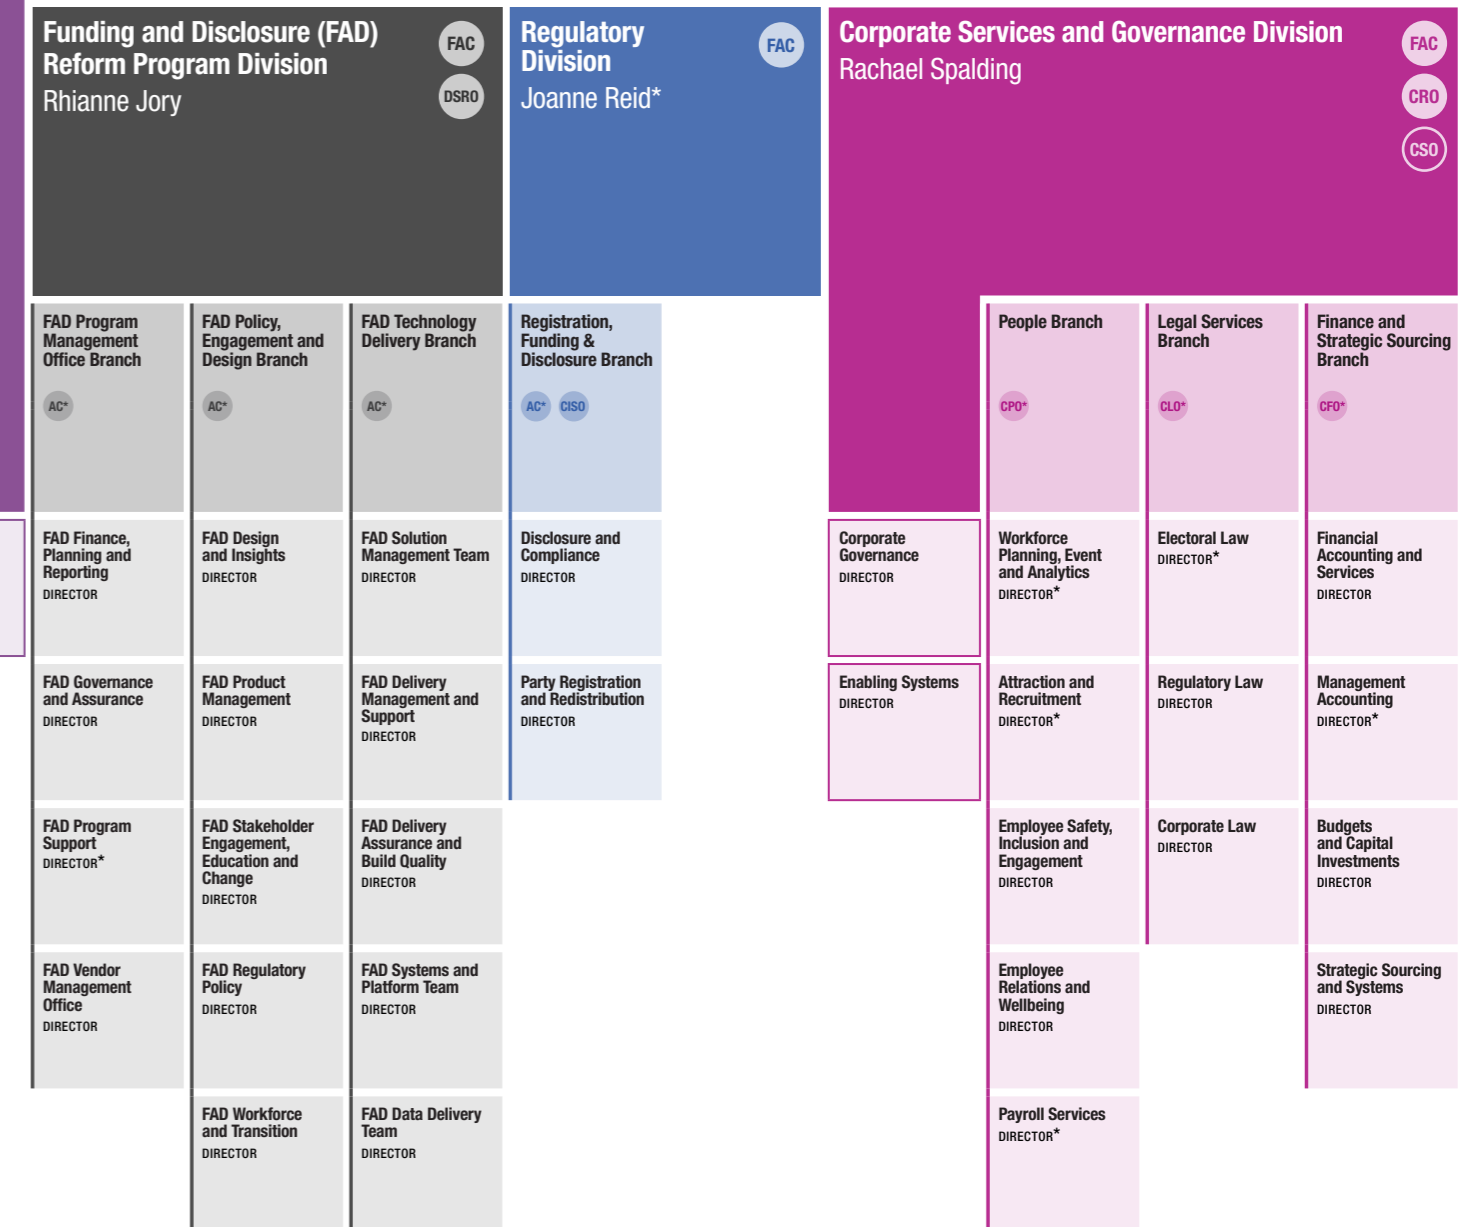 Funding and Disclosure (FAD)
Reform Program Division
Rhianne Jory
FAC
DSRO
Regulatory
Division
Joanne Reid*
FAC
Corporate Services and Governance Division
Rachael Spalding
FAC
CRO
CSO
FAD Program
Management
Office Branch
AC*
FAD Finance,
Planning and
Reporting
DIRECTOR
FAD Governance
and Assurance
DIRECTOR
FAD Program
Support
DIRECTOR*
FAD Vendor
Management
Office
DIRECTOR
FAD Policy,
Engagement and
Design Branch
AC*
FAD Design
and Insights
DIRECTOR
FAD Product
Management
DIRECTOR
FAD Stakeholder
Engagement,
Education and
Change
DIRECTOR
FAD Regulatory
Policy
DIRECTOR
FAD Workforce
and Transition
DIRECTOR
FAD Technology
Delivery Branch
AC*
FAD Solution
Management Team
DIRECTOR
FAD Delivery
Management and
Support
DIRECTOR
FAD Delivery
Assurance and
Build Quality
DIRECTOR
FAD Systems and
Platform Team
DIRECTOR
FAD Data Delivery
Team
DIRECTOR
Registration,
Funding &
Disclosure Branch
AC* CISO
Disclosure and
Compliance
DIRECTOR
Party Registration
and Redistribution
DIRECTOR
Corporate
Governance
DIRECTOR
Enabling Systems
DIRECTOR
People Branch
CPO*
Workforce
Planning, Event
and Analytics
DIRECTOR*
Attraction and
Recruitment
DIRECTOR*
Employee Safety,
Inclusion and
Engagement
DIRECTOR
Employee
Relations and
Wellbeing
DIRECTOR
Payroll Services
DIRECTOR*
Legal Services
Branch
CLO*
Electoral Law
DIRECTOR*
Regulatory Law
DIRECTOR
Corporate Law
DIRECTOR
Finance and
Strategic Sourcing
Branch
CFO*
Financial
Accounting and
Services
DIRECTOR
Management
Accounting
DIRECTOR*
Budgets
and Capital
Investments
DIRECTOR
Strategic Sourcing
and Systems
DIRECTOR